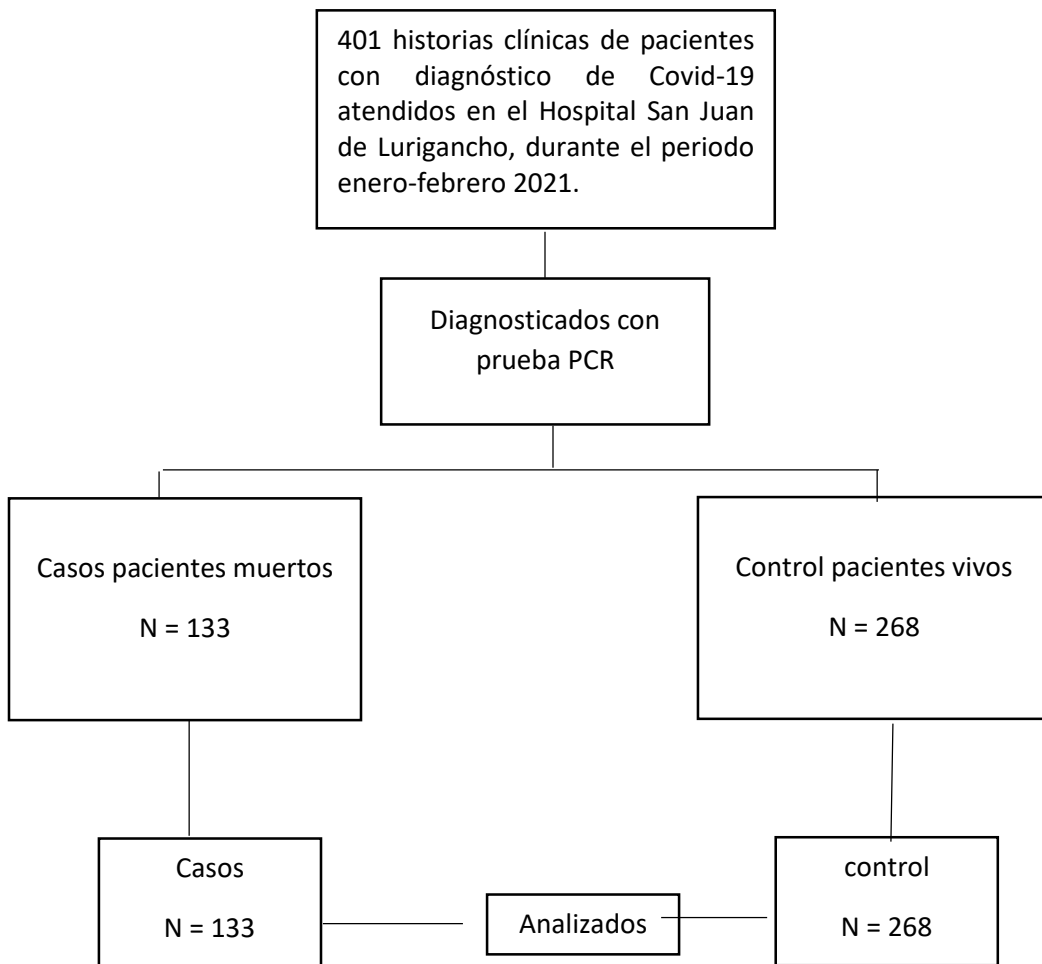 401 historias clínicas de pacientes
con diagnóstico de Covid-19
atendidos en el Hospital San Juan
de Lurigancho, durante el periodo
enero-febrero 2021.
Diagnosticados con
prueba PCR
Casos pacientes muertos
N = 133
Control pacientes vivos
N = 268
Casos
N = 133
Analizados
control
N = 268